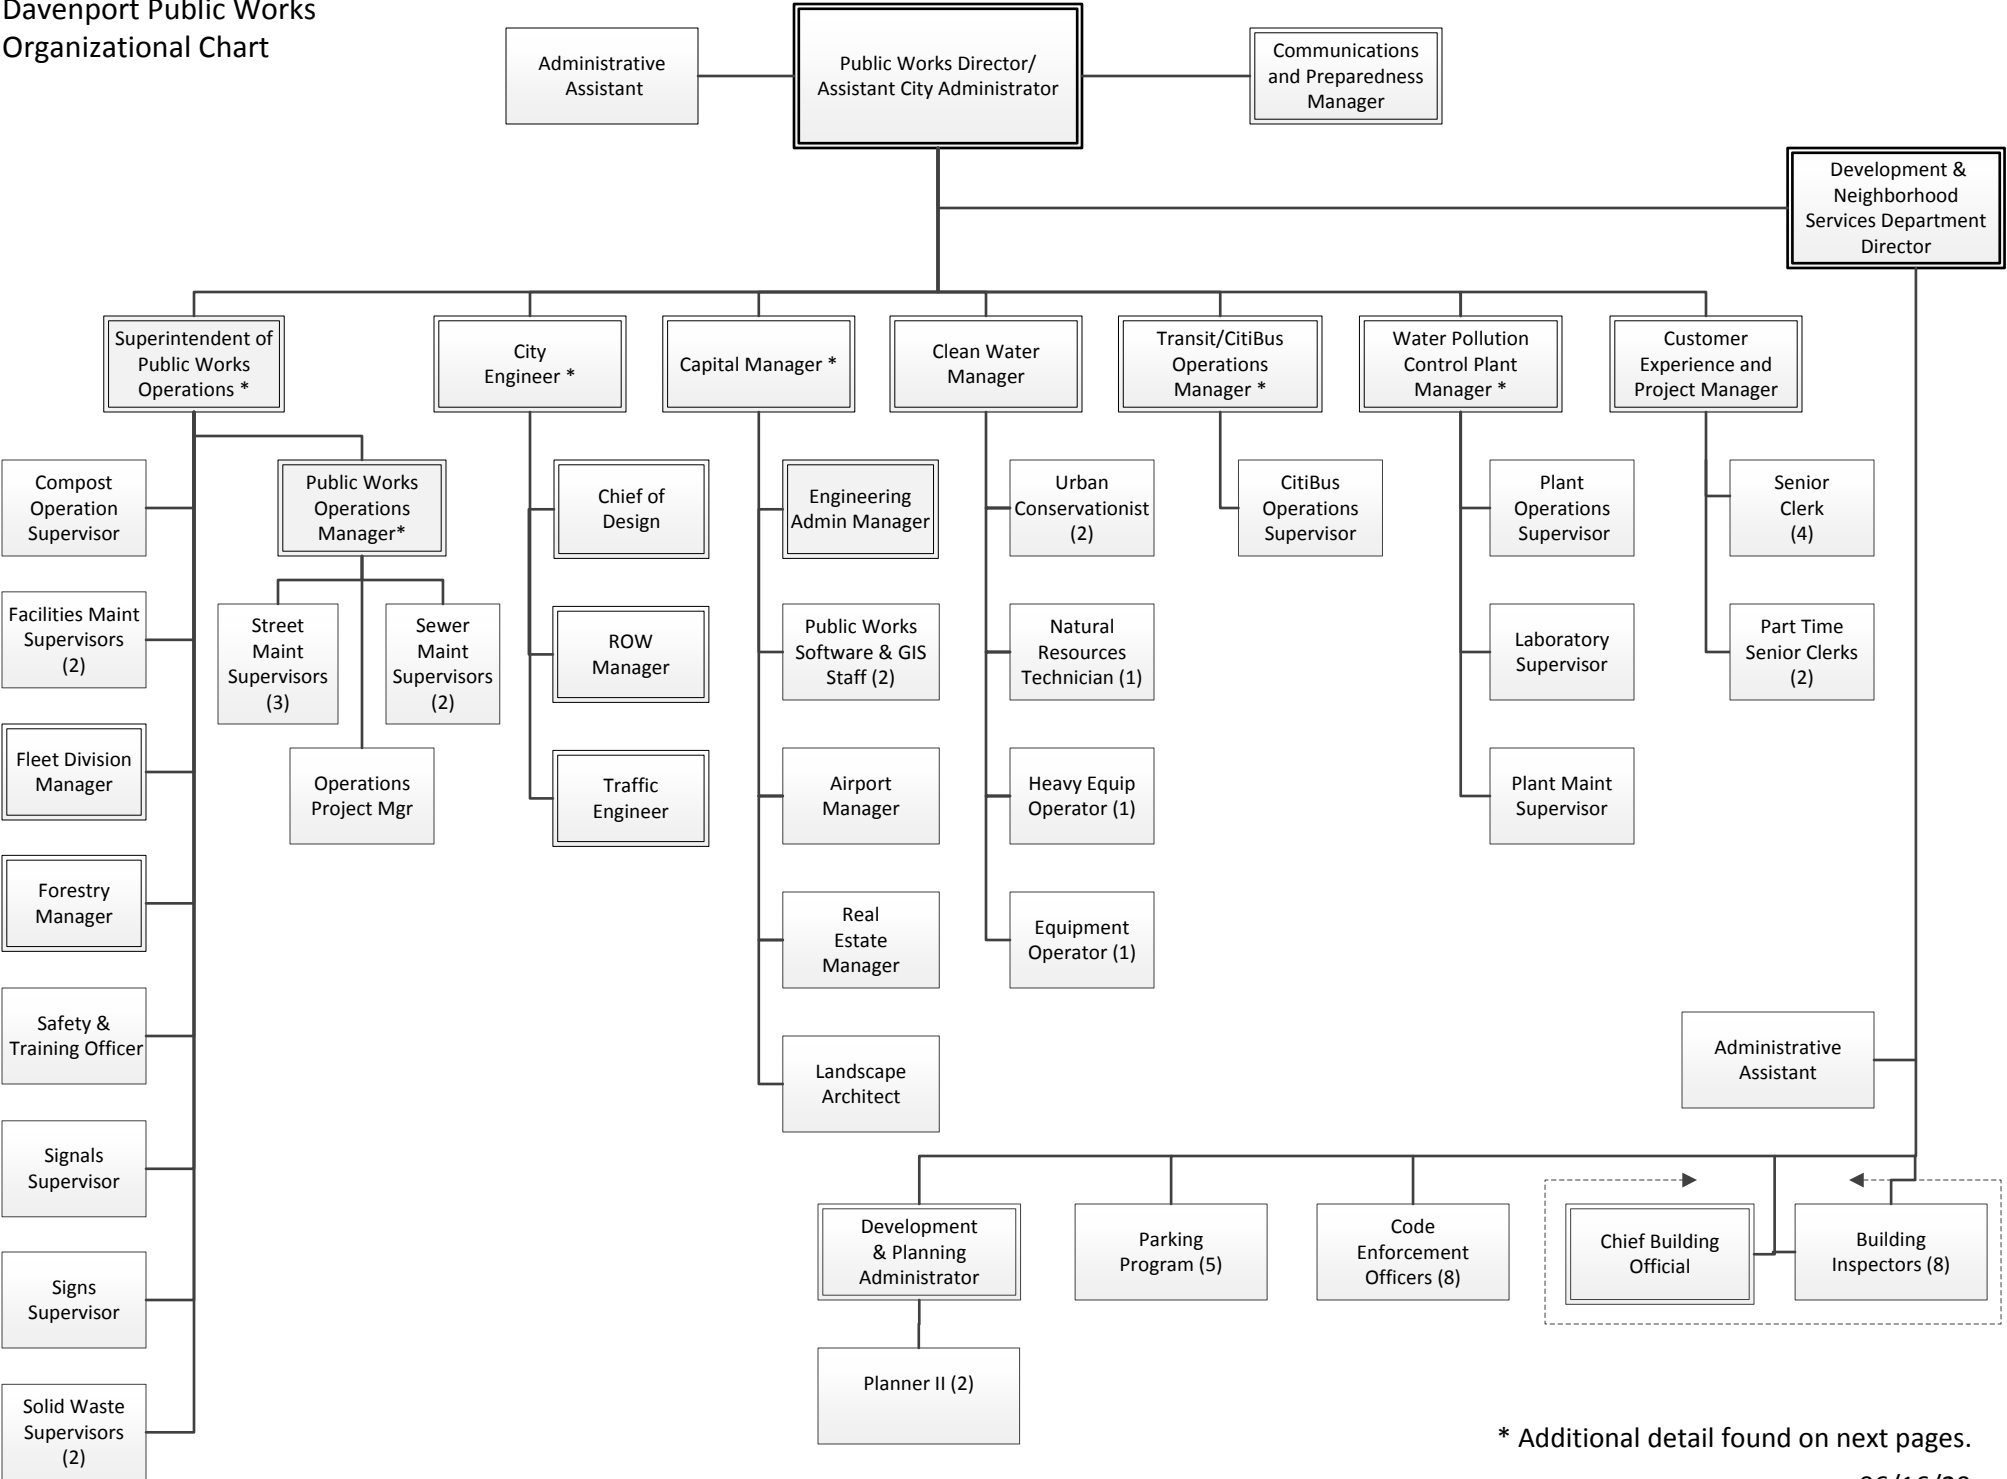 Davenport Public Works
Organizational Chart
Administrative
Assistant
Public Works Director/
Assistant City Administrator
Communications
and Preparedness
Manager
Development &
Neighborhood
Services Department
Director
Superintendent of
Public Works
Operations *
City
Engineer *
Capital Manager *
Clean Water
Manager
Transit/CitiBus
Operations
Manager *
Water Pollution
Control Plant
Manager *
Customer
Experience and
Project Manager
Compost
Operation
Supervisor
Public Works
Operations
Manager*
Chief of
Design
Engineering
Admin Manager
Urban
Conservationist
(2)
CitiBus
Operations
Supervisor
Plant
Operations
Supervisor
Senior
Clerk
(4)
Facilities Maint
Supervisors
(2)
Street
Maint
Supervisors
(3)
Sewer
Maint
Supervisors
(2)
ROW
Manager
Public Works
Software & GIS
Staff (2)
Natural
Resources
Technician (1)
Laboratory
Supervisor
Part Time
Senior Clerks
(2)
Fleet Division
Manager
Operations
Project Mgr
Traffic
Engineer
Airport
Manager
Heavy Equip
Operator (1)
Plant Maint
Supervisor
Forestry
Manager
Real
Estate
Manager
Equipment
Operator (1)
Safety &
Training Officer
Landscape
Architect
Administrative
Assistant
Signals
Supervisor
Development
& Planning
Administrator
Parking
Program (5)
Code
Enforcement
Officers (8)
Chief Building
Official
Building
Inspectors (8)
Signs
Supervisor
Planner II (2)
Solid Waste
Supervisors
(2)
* Additional detail found on next pages.